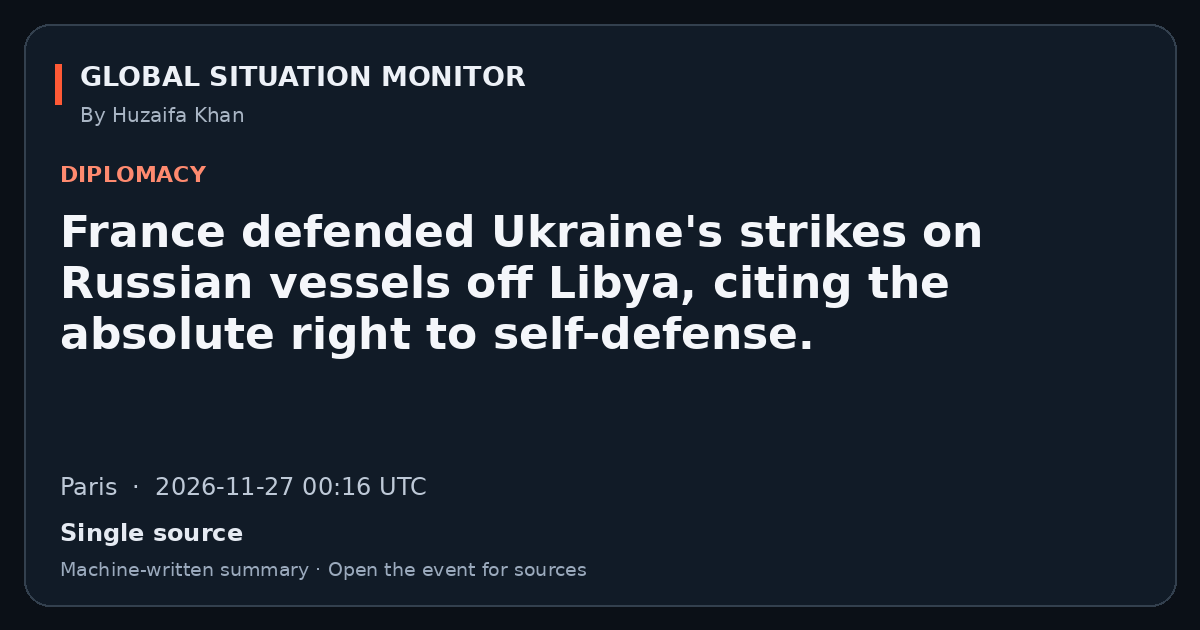 GLOBAL SITUATION MONITOR
By Huzaifa Khan
DIPLOMACY
France defended Ukraine's strikes on
Russian vessels off Libya, citing the
absolute right to self-defense.
Paris · 2026-11-27 00:16 UTC
Single source
Machine-written summary · Open the event for sources